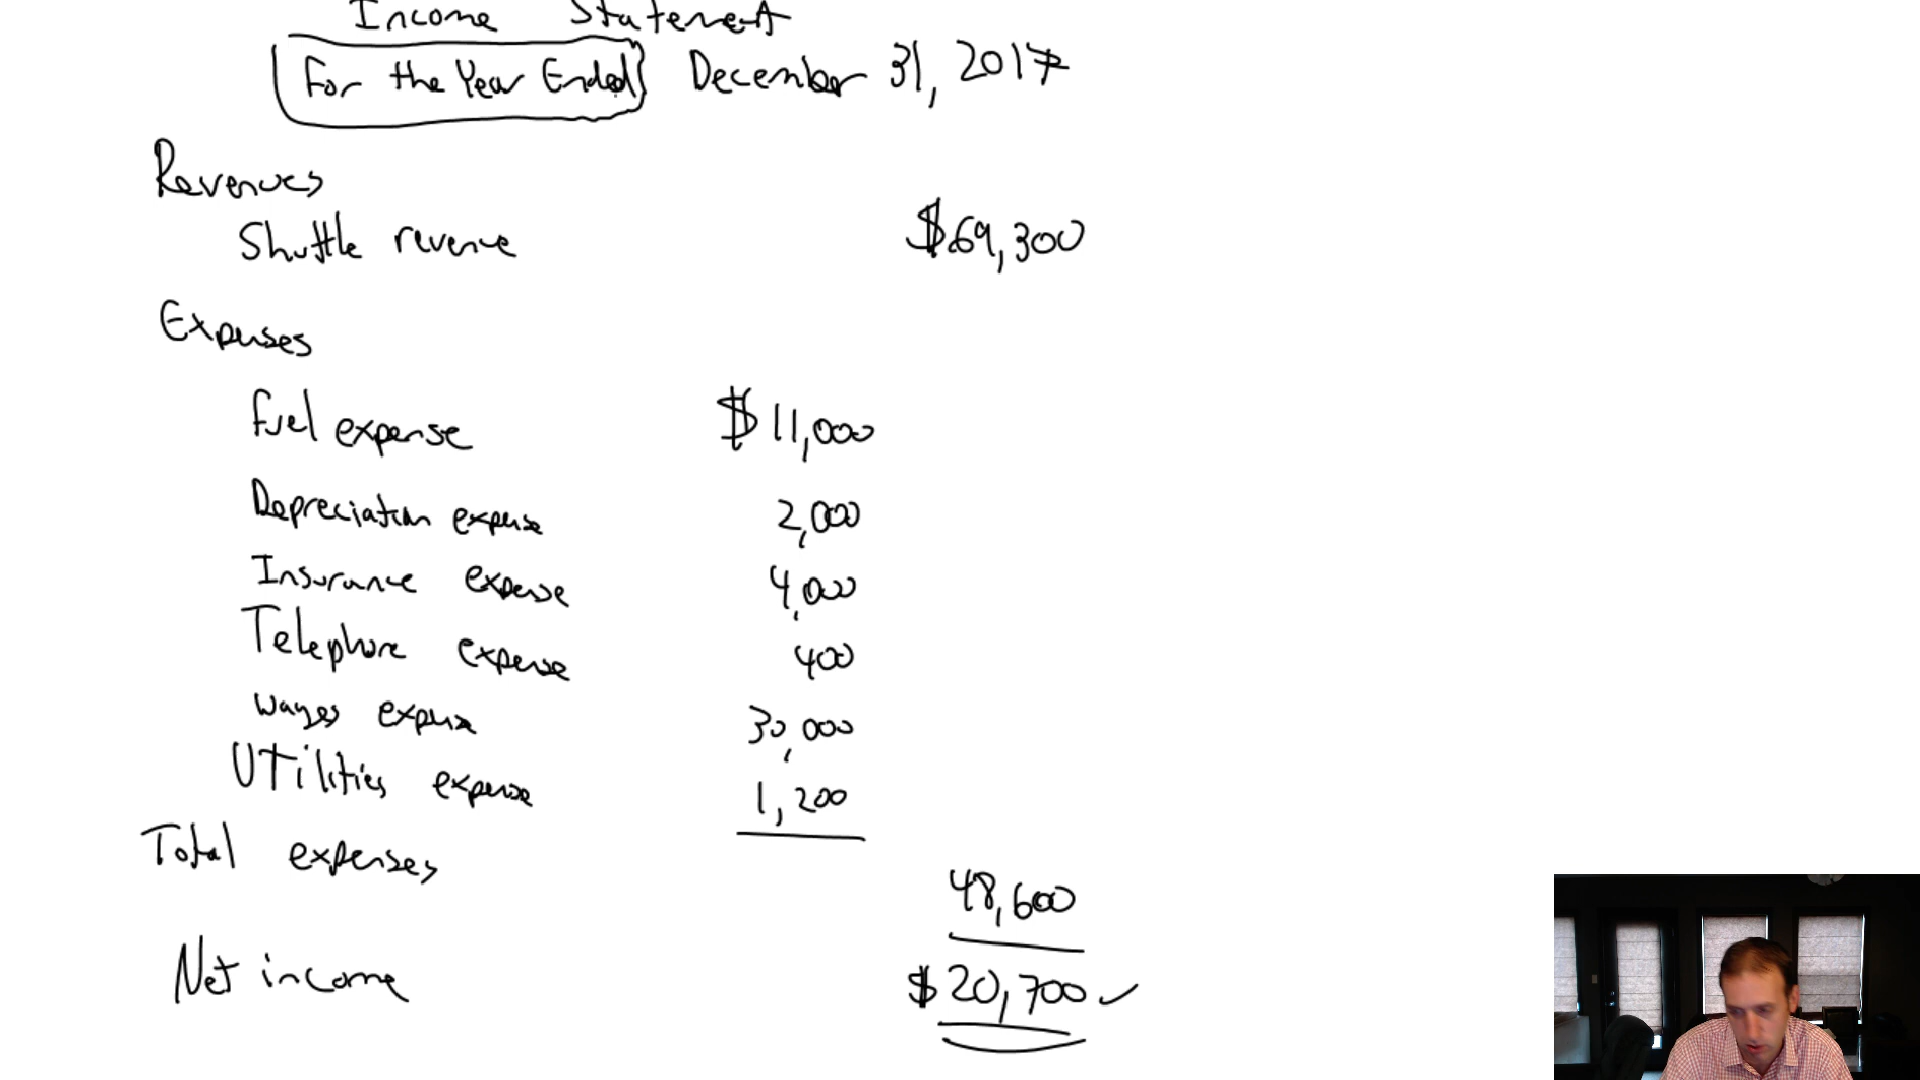 Income Statement
For the Year Ended December 31, 2017
Revenues
Shuttle revenue $69,300
Expenses
Fuel expense $11,000
Depreciation expense 2,000
Insurance expense 4,000
Telephone expense 400
Wages expense 30,000
Utilities expense 1,200
Total expenses
48,600
Net income $20,700